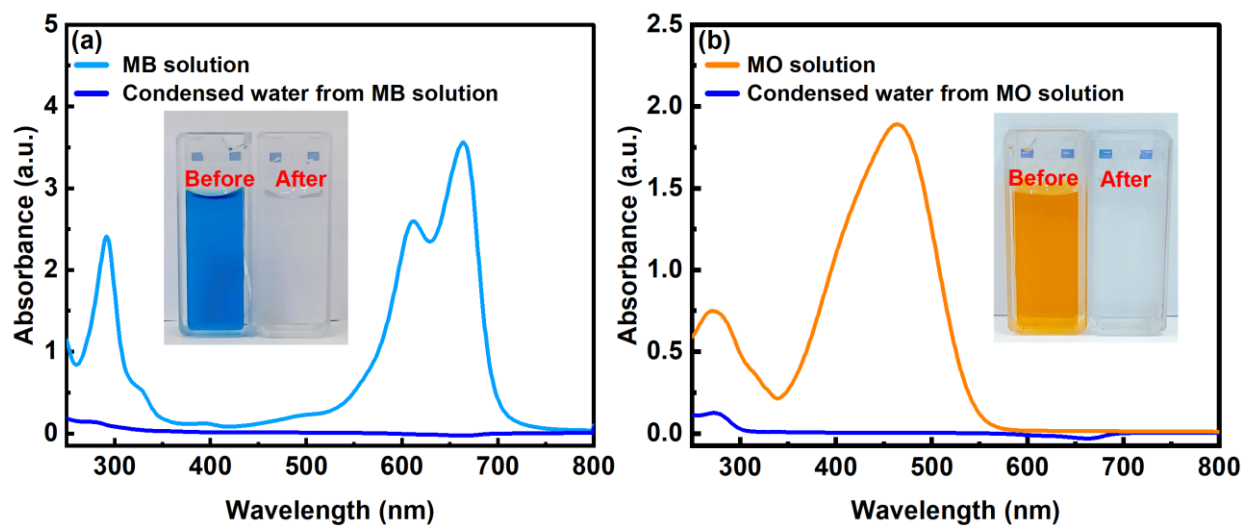 (a)
MB solution
Condensed water from MB solution
Before After
Absorbance (a.u.)
5
4
3
2
1
0
300 400 500 600 700 800
Wavelength (nm)
(b)
MO solution
Condensed water from MO solution
Before After
Absorbance (a.u.)
2.5
2.0
1.5
1.0
0.5
0.0
300 400 500 600 700 800
Wavelength (nm)